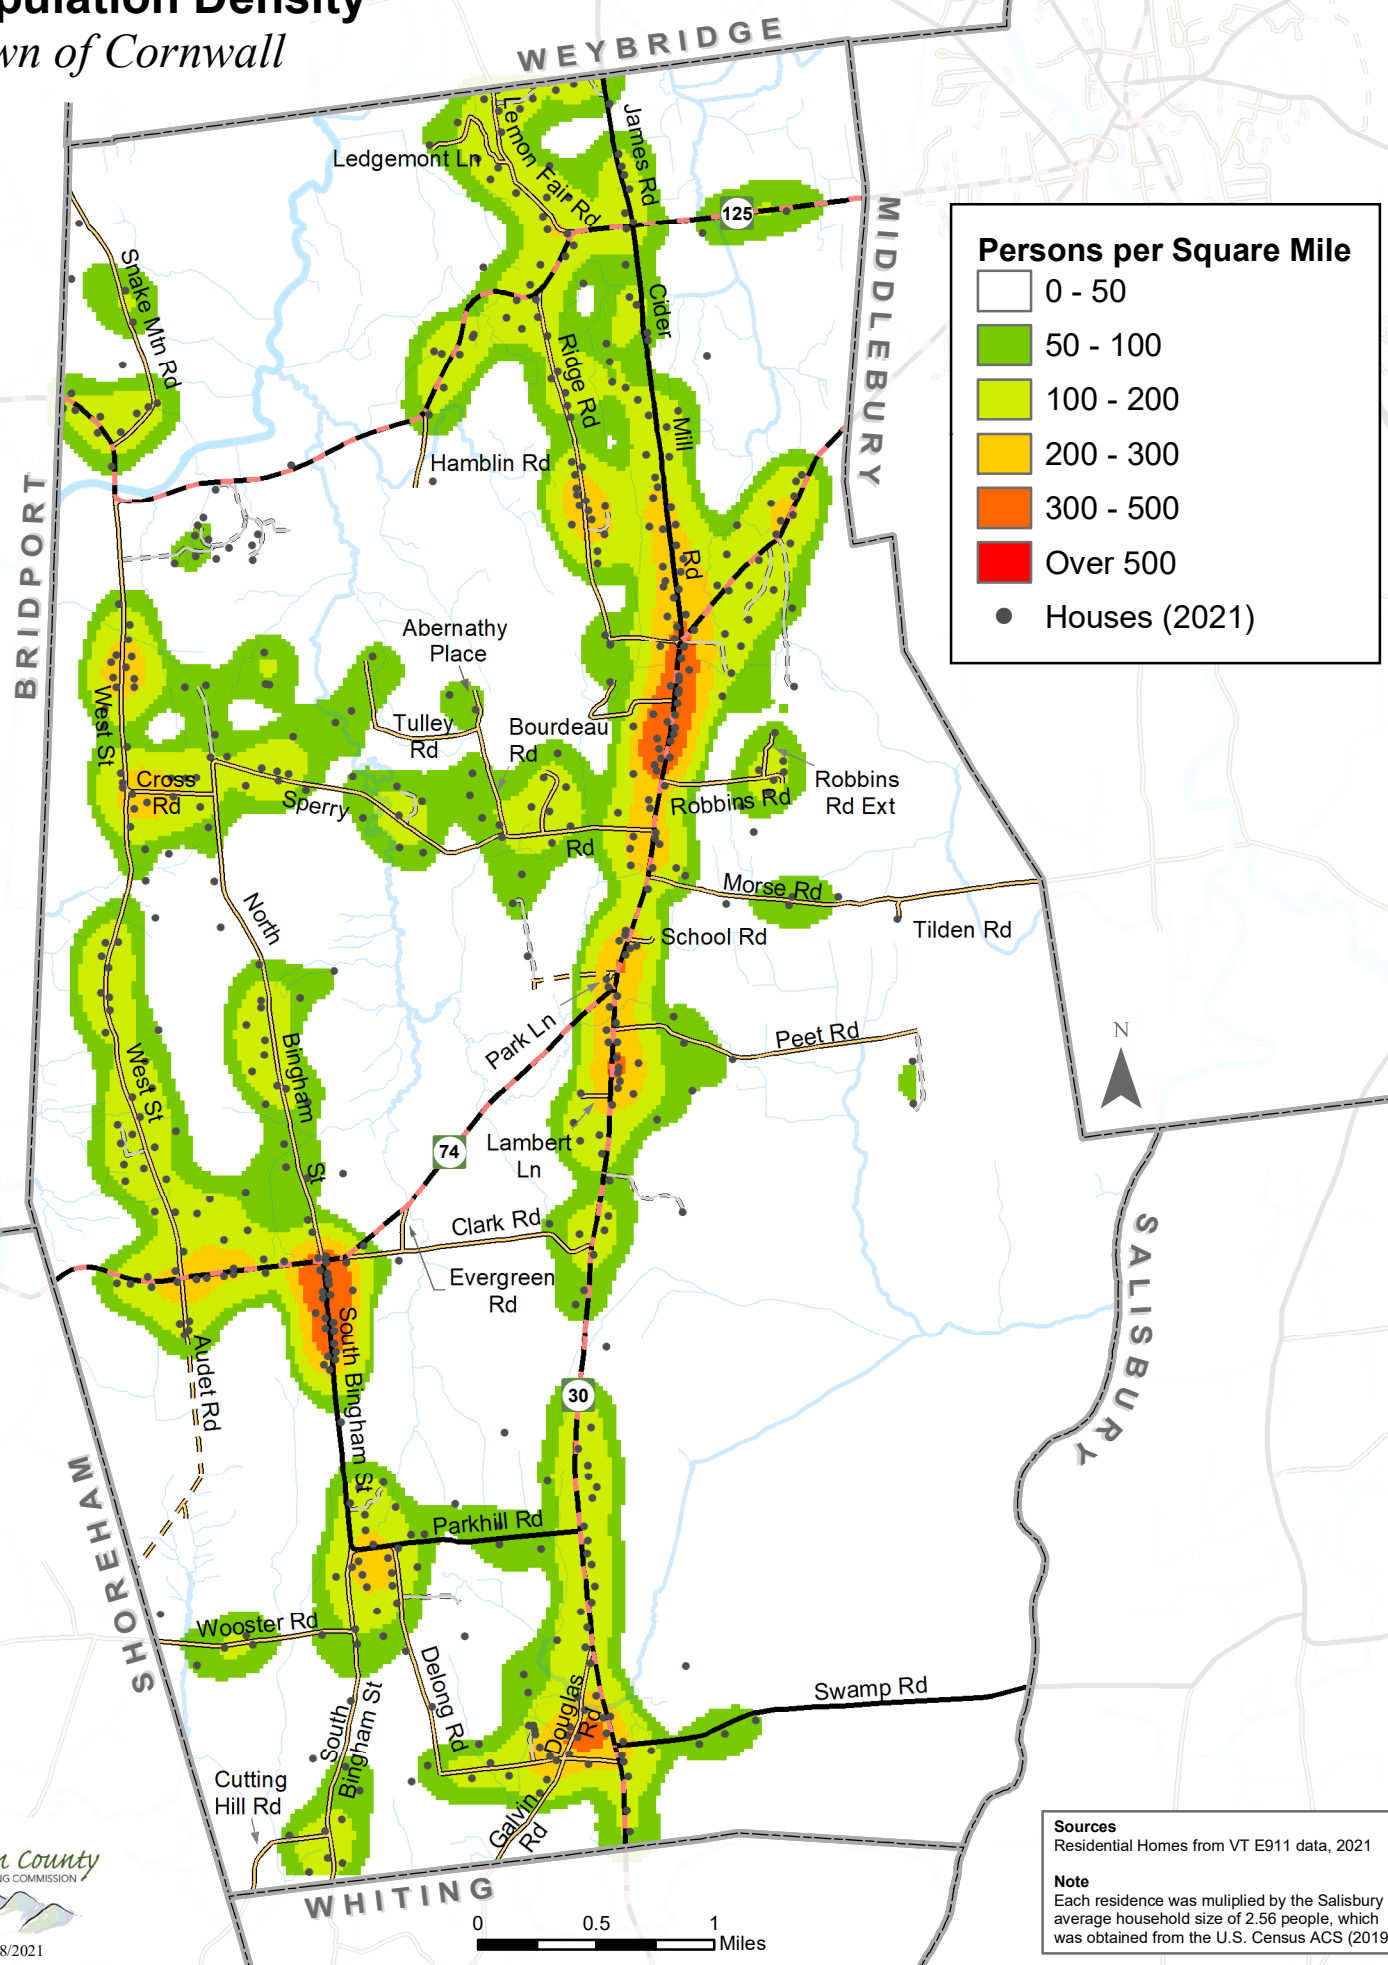 pulation Density
wn of Cornwall
WEYBRIDGE
Lemon Fair Rd
James Rd
Ledgemont Ln
125
MIDDLEBURY
Persons per Square Mile
0 - 50
50 - 100
100 - 200
200 - 300
300 - 500
Over 500
Houses (2021)
Snake Mtn Rd
Cider
Mill
Rd
Ridge Rd
Hamblin Rd
BRIDPORT
Abernathy
Place
West St
Tulley
Rd
Bourdeau
Rd
Cross
Rd
Sperry
Rd
Robbins Rd
Robbins
Rd Ext
Morse Rd
Tilden Rd
North
Bingham
St
School Rd
Park Ln
Peet Rd
N
West St
74
Lambert
Ln
Clark Rd
Evergreen
Rd
SALISBURY
South Bingham St
Audet Rd
30
SHOREHAM
Parkhill Rd
Wooster Rd
Delong Rd
Douglas
Rd
Swamp Rd
South
Bingham St
Cutting
Hill Rd
Galvin
Rd
WHITING
n County
NG COMMISSION
8/2021
0 0.5 1
Miles
Sources
Residential Homes from VT E911 data, 2021
Note
Each residence was muliplied by the Salisbury
average household size of 2.56 people, which
was obtained from the U.S. Census ACS (2019